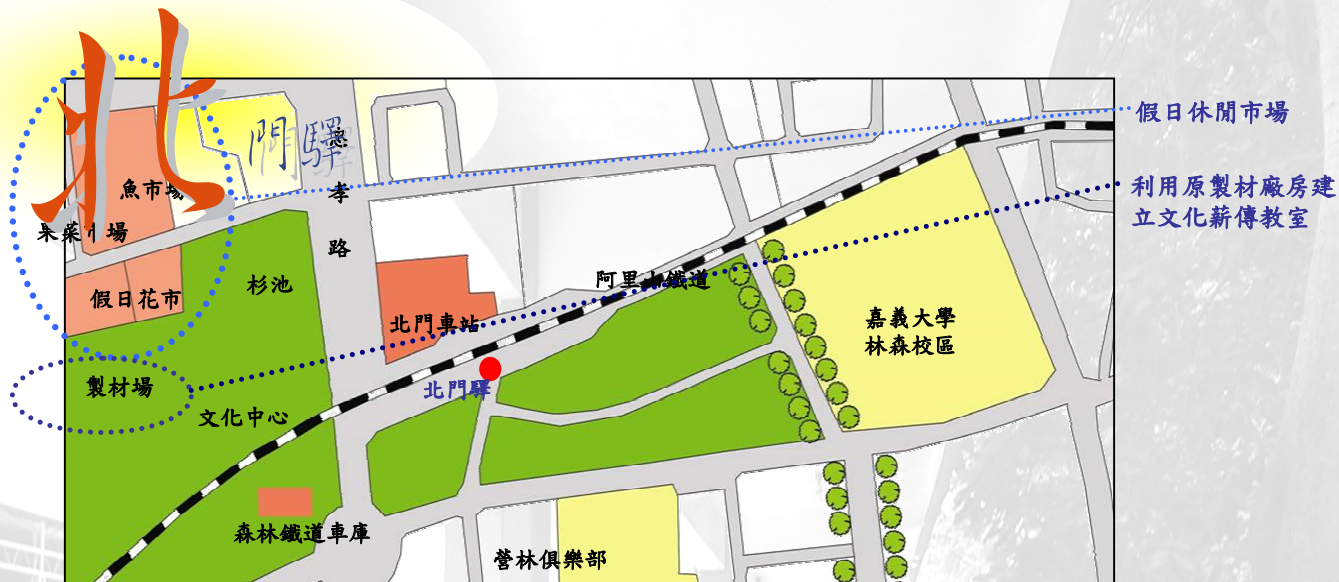 北門驛
忠孝路
魚市場
果菜市場
假日花市
杉池
製材場
文化中心
森林鐵道車庫
北門車站
北門驛
阿里山鐵道
嘉義大學
林森校區
營林俱樂部
假日休閒市場
利用原製材廠房建
立文化薪傳教室